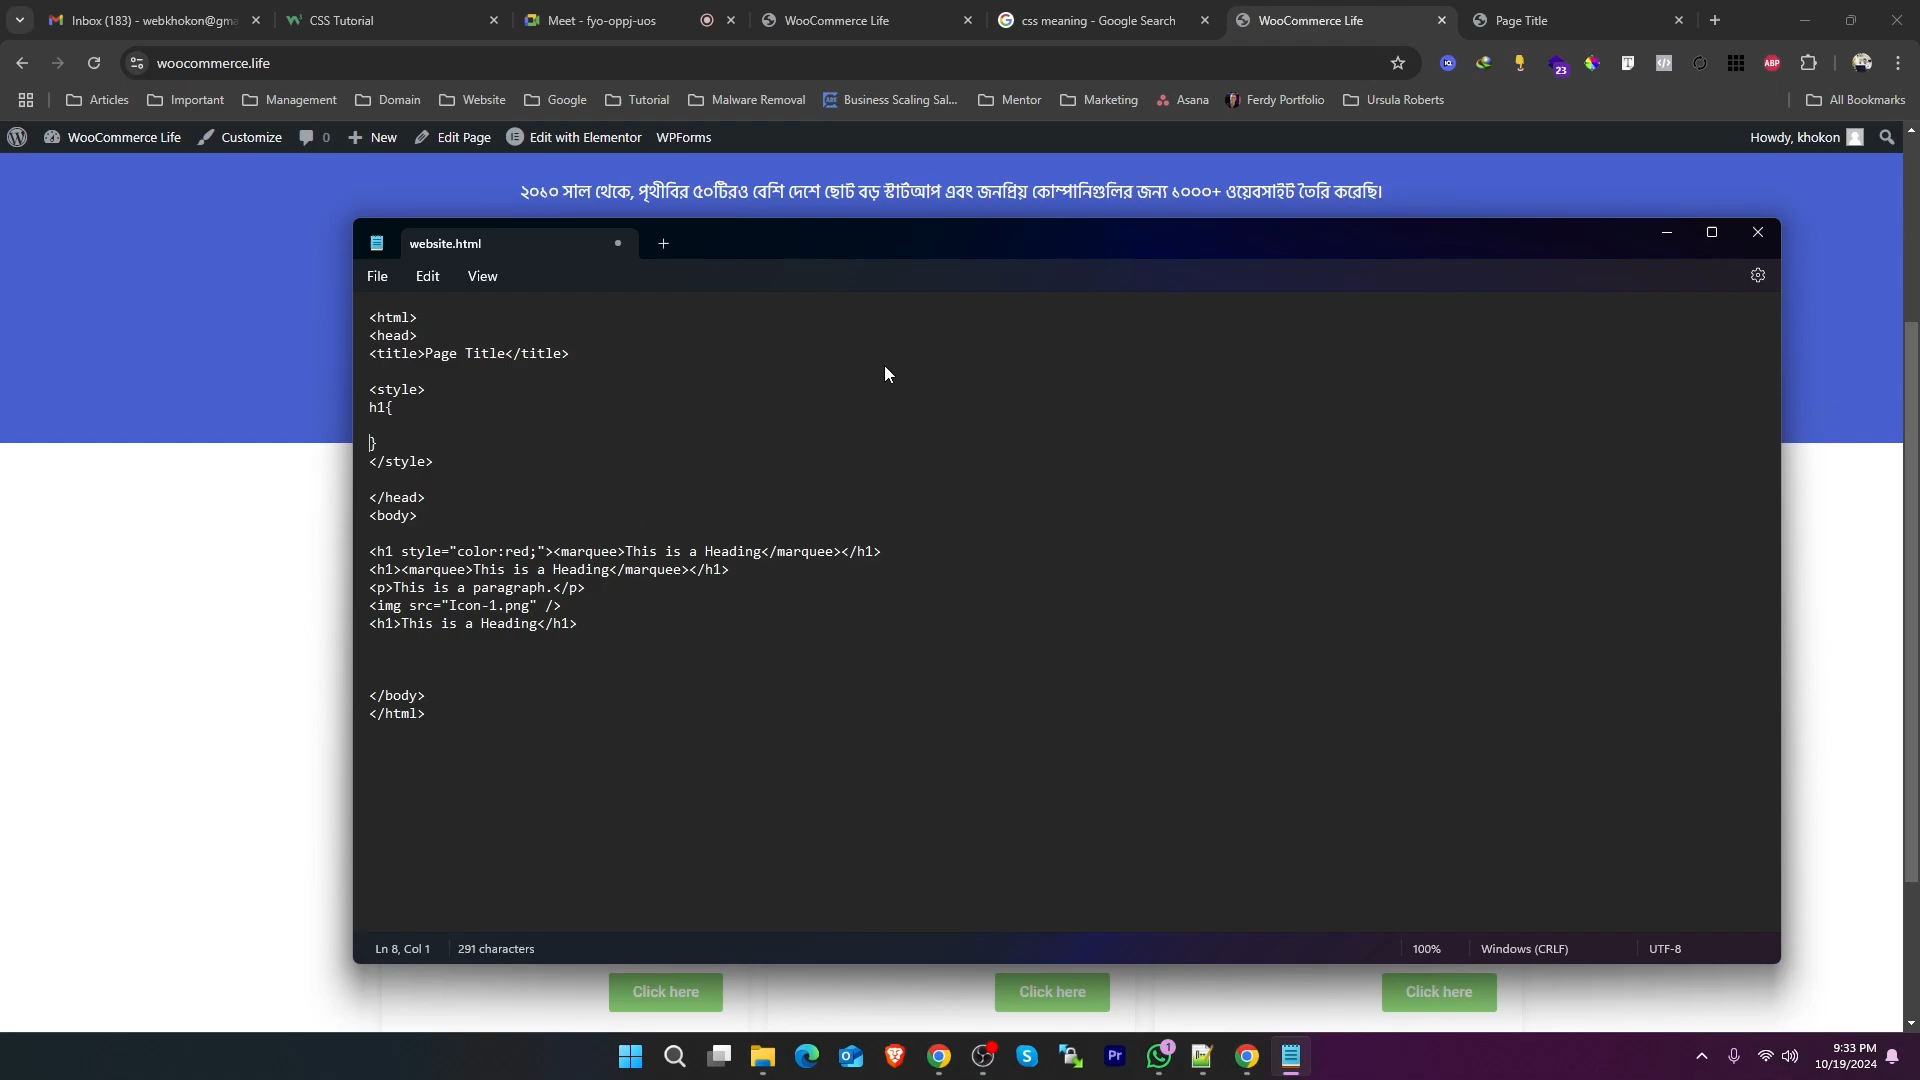 Inbox (183) - webkhokon@gma
CSS Tutorial
Meet - fyo-oppj-uos
WooCommerce Life
css meaning - Google Search
WooCommerce Life
Page Title
woocommerce.life
23
ABP
Articles
Important
Management
Domain
Website
Google
Tutorial
Malware Removal
Business Scaling Sal...
Mentor
Marketing
Asana
Ferdy Portfolio
Ursula Roberts
All Bookmarks
WooCommerce Life
Customize
0
New
Edit Page
Edit with Elementor
WPForms
Howdy, khokon
২০১০ সাল থেকে, পৃথীবির ৫০টিরও বেশি দেশে ছোট বড় স্টার্টআপ এবং জনপ্রিয় কোম্পানিগুলির জন্য ১০০০+ ওয়েবসাইট তৈরি করেছি।
website.html
File
Edit
View
<html>
<head>
<title>Page Title</title>
<style>
h1{
}
</style>
</head>
<body>
<h1 style="color:red;"><marquee>This is a Heading</marquee></h1>
<h1><marquee>This is a Heading</marquee></h1>
<p>This is a paragraph.</p>
<img src="Icon-1.png" />
<h1>This is a Heading</h1>
</body>
</html>
Ln 8, Col 1
291 characters
100%
Windows (CRLF)
UTF-8
Click here
Click here
Click here
Pr
1
9:33 PM
10/19/2024